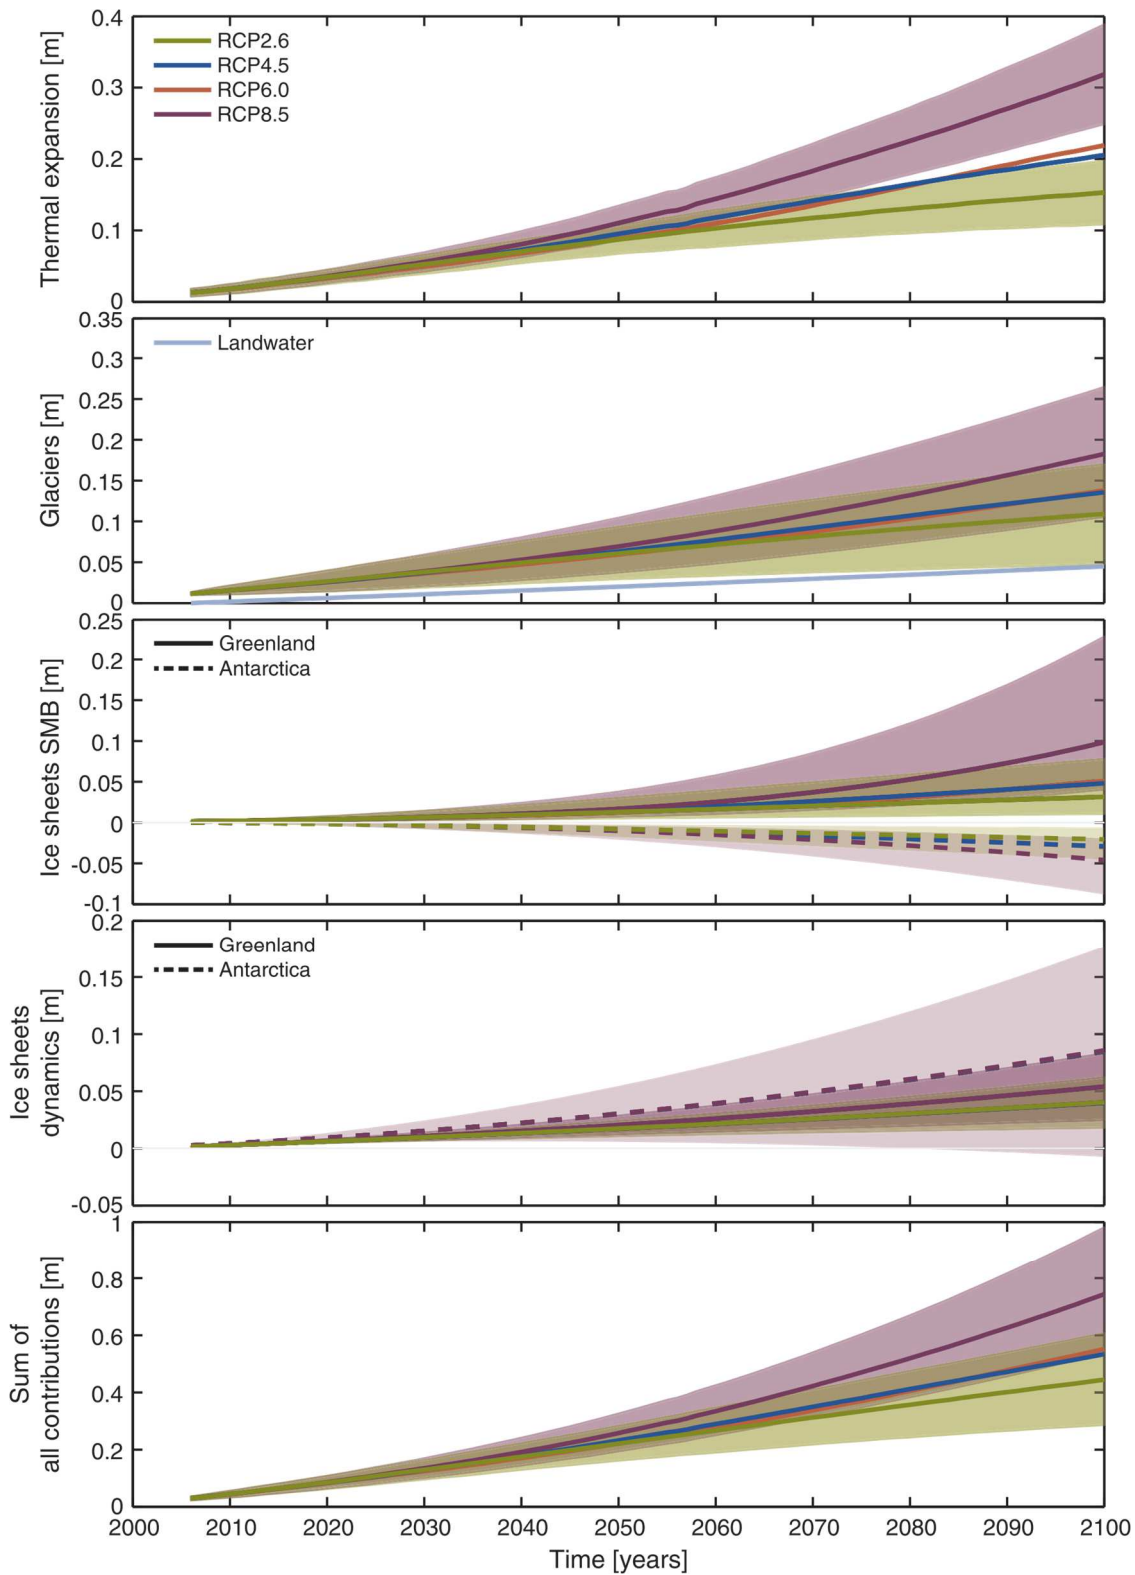 Thermal expansion [m]
0.4
0.3
0.2
0.1
0
RCP2.6
RCP4.5
RCP6.0
RCP8.5
Glaciers [m]
0.35
0.3
0.25
0.2
0.15
0.1
0.05
0
Landwater
Ice sheets SMB [m]
0.25
0.2
0.15
0.1
0.05
0
-0.05
-0.1
Greenland
Antarctica
Ice sheets
dynamics [m]
0.2
0.15
0.1
0.05
0
-0.05
Greenland
Antarctica
Sum of
all contributions [m]
1
0.8
0.6
0.4
0.2
0
2000 2010 2020 2030 2040 2050 2060 2070 2080 2090 2100
Time [years]